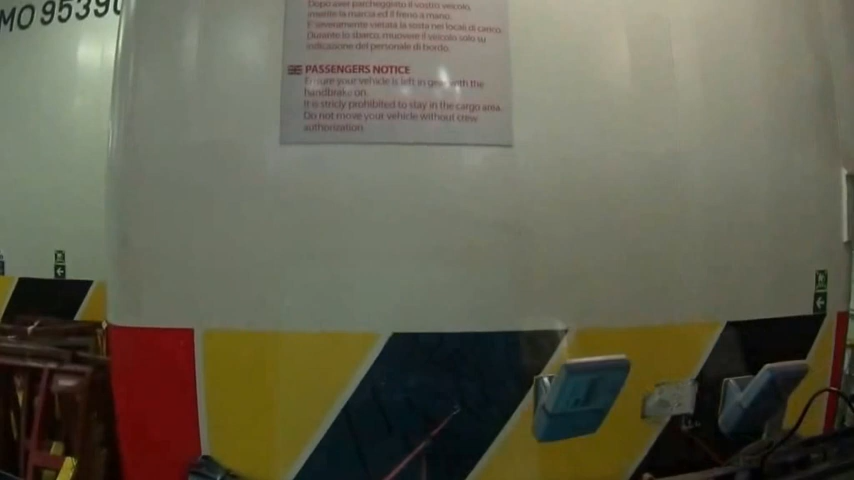 MO 9539
Dopo aver parcheggiato il vostro veicolo,
inserite la marcia ed il freno a mano.
E' severamente vietata la sosta nei locali di carico.
Durante lo sbarco, muovere il veicolo solo su
indicazione del personale di bordo.
PASSENGERS NOTICE
Ensure your vehicle is left in gear with the
handbrake on.
It is stricly prohibited to stay in the cargo area.
Do not move your vehicle without crew
authorization